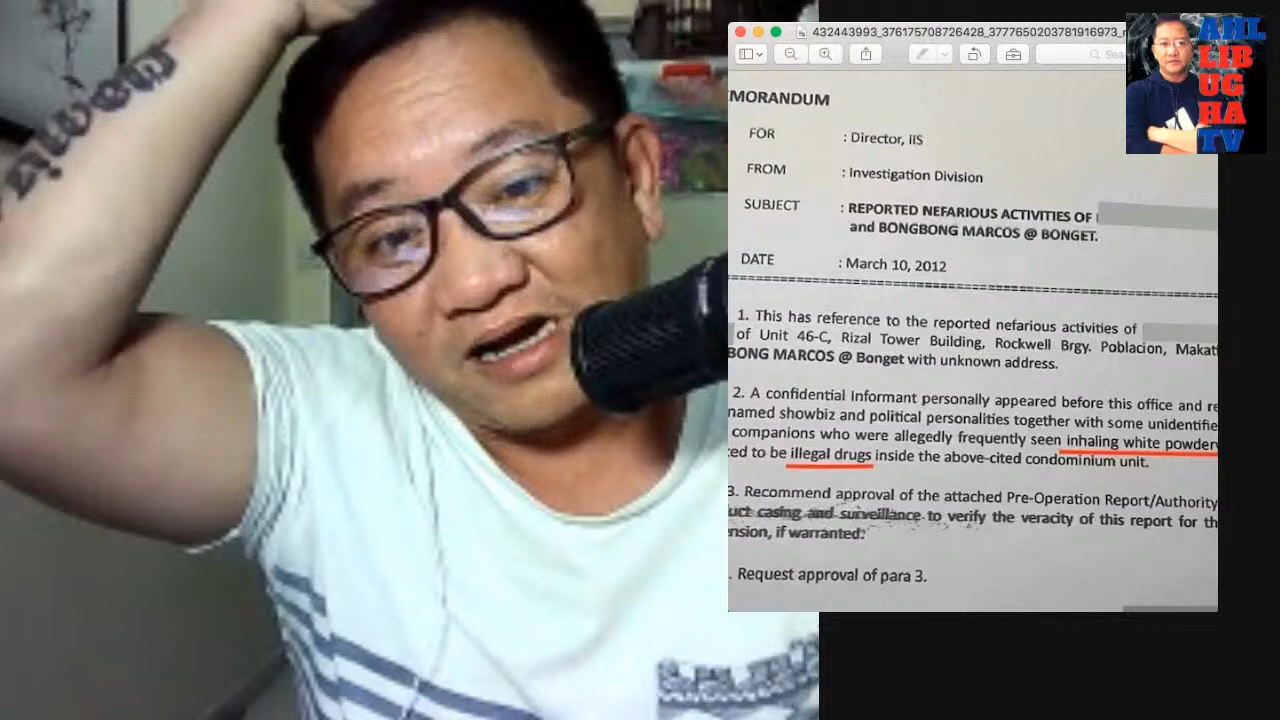 432443993_376175708726428_3777650203781916973_
Sea
AHL
LIB
UG
HA
TV
MORANDUM
FOR : Director, IIS
FROM : Investigation Division
SUBJECT : REPORTED NEFARIOUS ACTIVITIES OF
and BONGBONG MARCOS @ BONGET.
DATE : March 10, 2012
1. This has reference to the reported nefarious activities of
of Unit 46-C, Rizal Tower Building, Rockwell Brgy. Poblacion, Makati
BONG MARCOS @ Bonget with unknown address.
2. A confidential Informant personally appeared before this office and re
named showbiz and political personalities together with some unidentifie
companions who were allegedly frequently seen inhaling white powdery
ted to be illegal drugs inside the above-cited condominium unit.
3. Recommend approval of the attached Pre-Operation Report/Authority
uct casing and surveillance to verify the veracity of this report for th
ension, if warranted:
. Request approval of para 3.